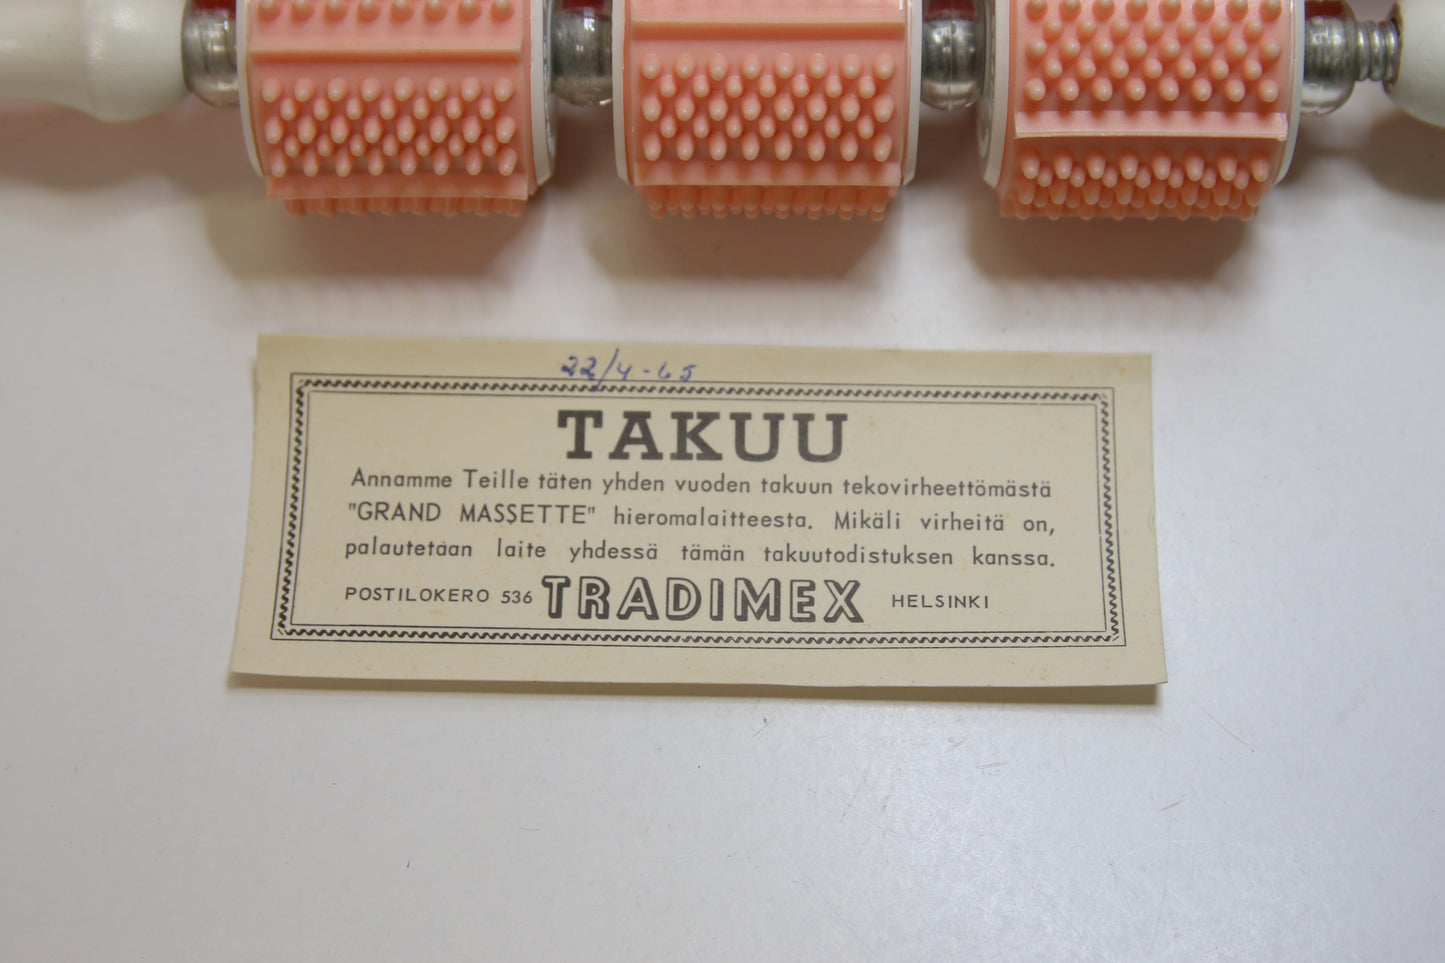 22/4-65
TAKUU
Annamme Teille täten yhden vuoden takuun tekovirheettömästä
"GRAND MASSETTE" hieromalaitteesta. Mikäli virheitä on,
palautetaan laite yhdessä tämän takuutodistuksen kanssa.
POSTILOKERO 536 TRADIMEX HELSINKI